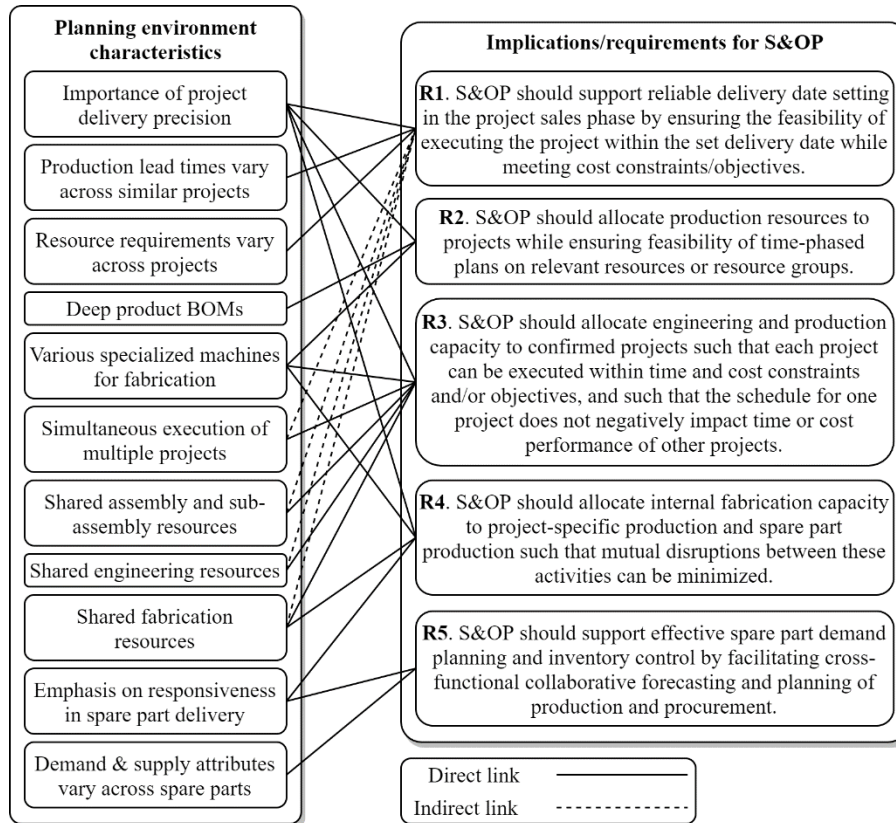 Planning environment
characteristics
Importance of project
delivery precision
Production lead times vary
across similar projects
Resource requirements vary
across projects
Deep product BOMs
Various specialized machines
for fabrication
Simultaneous execution of
multiple projects
Shared assembly and sub-
assembly resources
Shared engineering resources
Shared fabrication
resources
Emphasis on responsiveness
in spare part delivery
Demand & supply attributes
vary across spare parts
Implications/requirements for S&OP
R1. S&OP should support reliable delivery date setting
in the project sales phase by ensuring the feasibility of
executing the project within the set delivery date while
meeting cost constraints/objectives.
R2. S&OP should allocate production resources to
projects while ensuring feasibility of time-phased
plans on relevant resources or resource groups.
R3. S&OP should allocate engineering and production
capacity to confirmed projects such that each project
can be executed within time and cost constraints
and/or objectives, and such that the schedule for one
project does not negatively impact time or cost
performance of other projects.
R4. S&OP should allocate internal fabrication capacity
to project-specific production and spare part
production such that mutual disruptions between these
activities can be minimized.
R5. S&OP should support effective spare part demand
planning and inventory control by facilitating cross-
functional collaborative forecasting and planning of
production and procurement.
Direct link
Indirect link